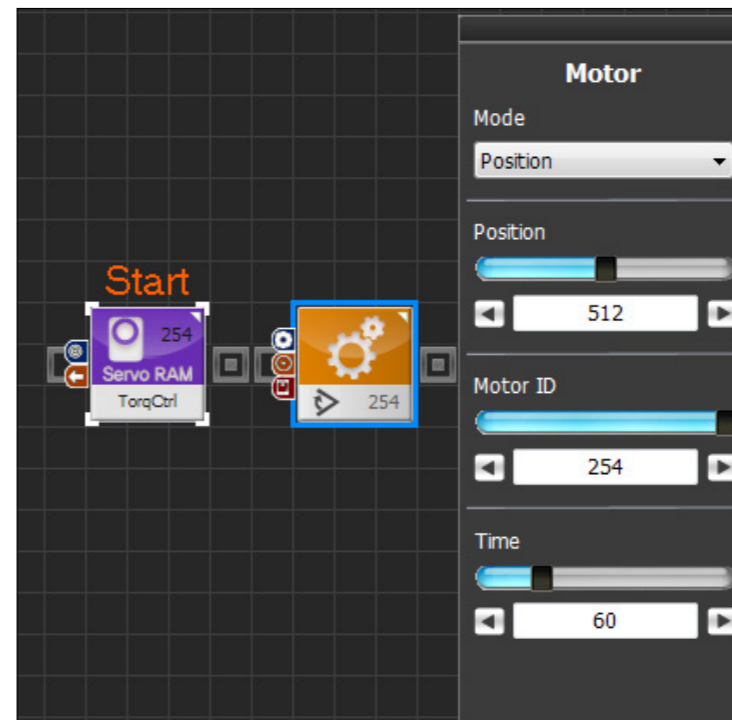 Start
254
Servo RAM
TorqCtrl
254
Motor
Mode
Position
Position
512
Motor ID
254
Time
60